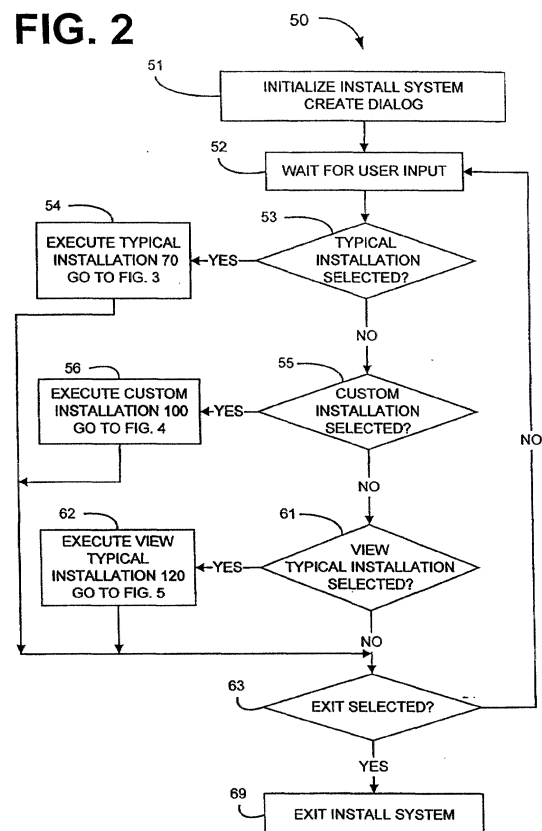 FIG. 2
50
51
INITIALIZE INSTALL SYSTEM
CREATE DIALOG
52
WAIT FOR USER INPUT
54
53
EXECUTE TYPICAL
INSTALLATION 70
GO TO FIG. 3
YES
TYPICAL
INSTALLATION
SELECTED?
NO
56
55
EXECUTE CUSTOM
INSTALLATION 100
GO TO FIG. 4
YES
CUSTOM
INSTALLATION
SELECTED?
NO
NO
62
61
EXECUTE VIEW
TYPICAL
INSTALLATION 120
GO TO FIG. 5
YES
VIEW
TYPICAL INSTALLATION
SELECTED?
NO
63
EXIT SELECTED?
YES
69
EXIT INSTALL SYSTEM